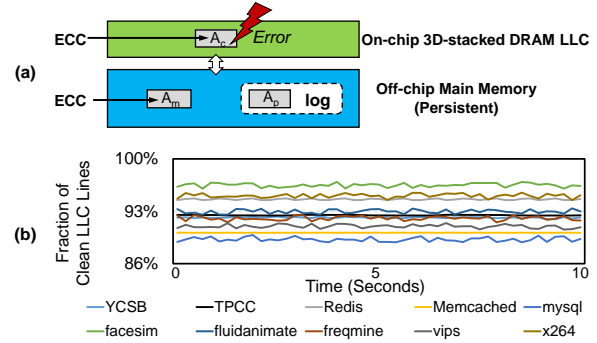 ECC
A_c
Error
On-chip 3D-stacked DRAM LLC
(a)
ECC
A_m
A_p
log
Off-chip Main Memory
(Persistent)
(b)
Fraction of
Clean LLC Lines
100%
93%
86%
0
5
10
Time (Seconds)
YCSB
TPCC
Redis
Memcached
mysql
facesim
fluidanimate
freqmine
vips
x264